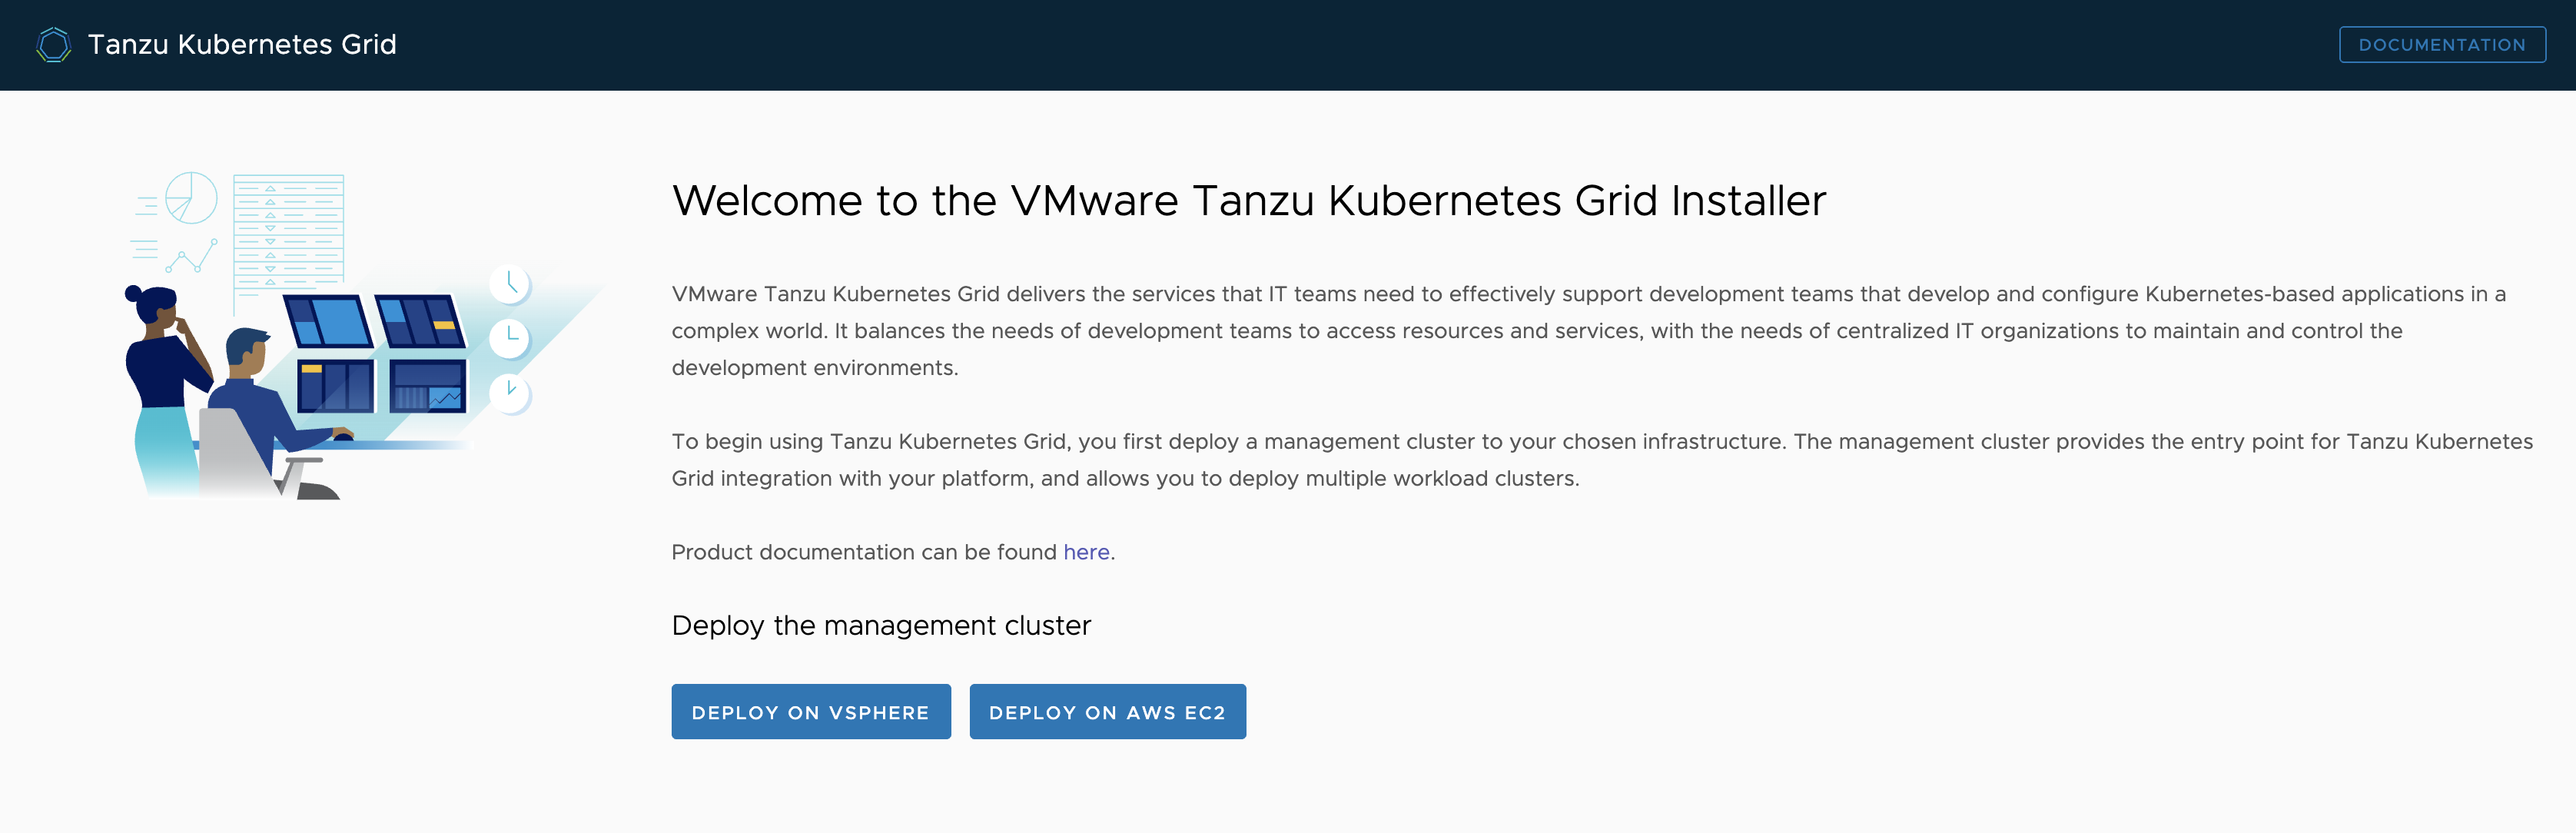 Tanzu Kubernetes Grid
DOCUMENTATION
Welcome to the VMware Tanzu Kubernetes Grid Installer
VMware Tanzu Kubernetes Grid delivers the services that IT teams need to effectively support development teams that develop and configure Kubernetes-based applications in a
complex world. It balances the needs of development teams to access resources and services, with the needs of centralized IT organizations to maintain and control the
development environments.
To begin using Tanzu Kubernetes Grid, you first deploy a management cluster to your chosen infrastructure. The management cluster provides the entry point for Tanzu Kubernetes
Grid integration with your platform, and allows you to deploy multiple workload clusters.
Product documentation can be found here.
Deploy the management cluster
DEPLOY ON VSPHERE
DEPLOY ON AWS EC2